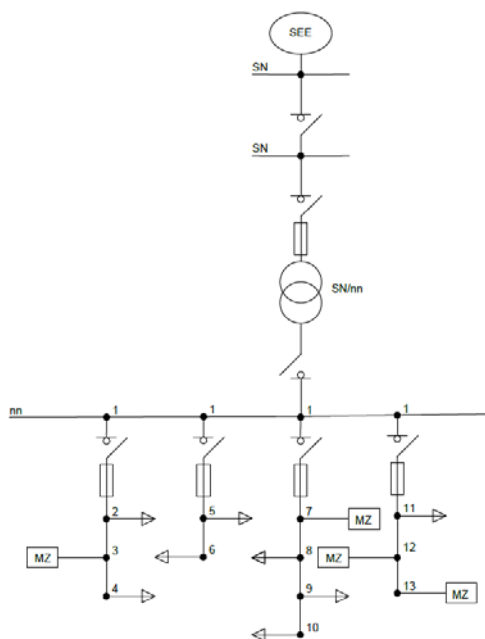 SEE
SN
SN
SN/nn
nn
1 1 1 1
2 5 7 MZ 11
MZ 3 6 8 MZ 12
4 9 13 MZ
10